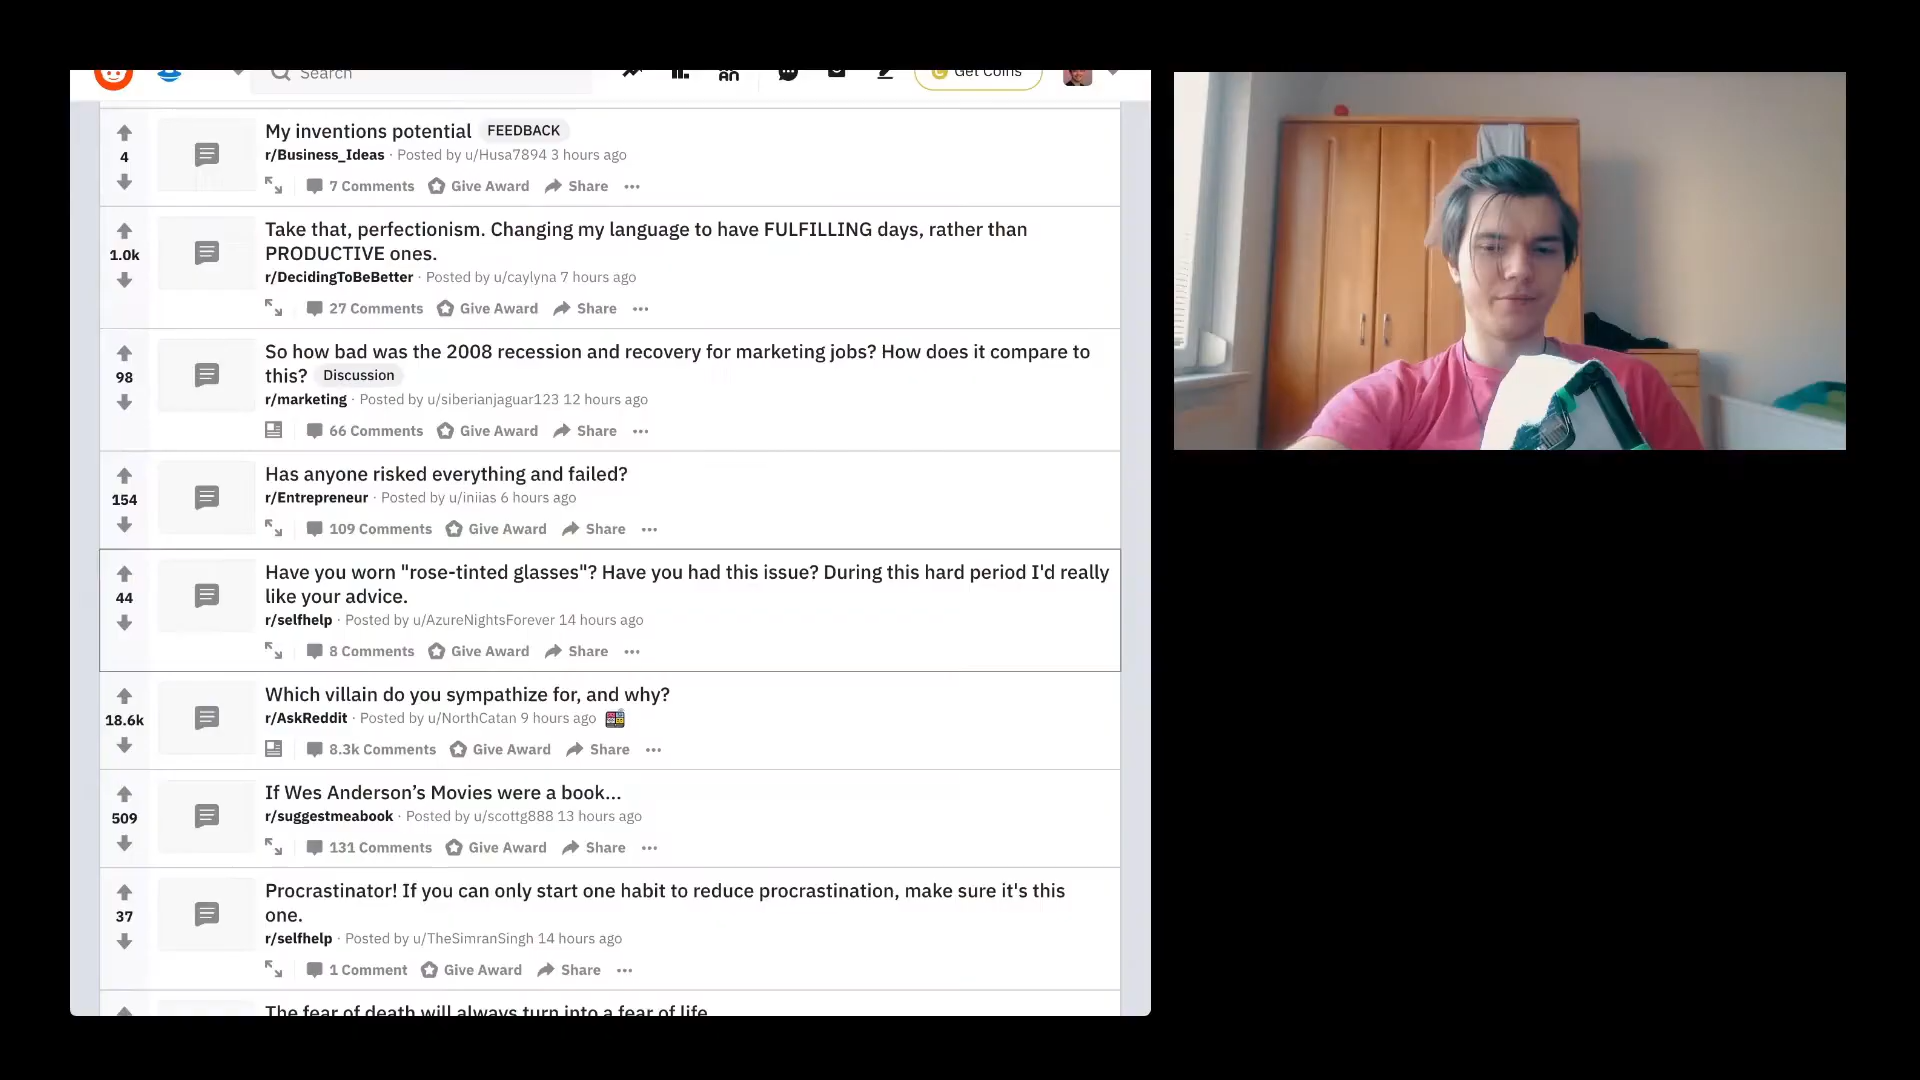 Search
Get Coins
My inventions potential FEEDBACK
4
r/Business_Ideas · Posted by u/Husa7894 3 hours ago
7 Comments Give Award Share
Take that, perfectionism. Changing my language to have FULFILLING days, rather than
1.0k
PRODUCTIVE ones.
r/DecidingToBeBetter · Posted by u/caylyna 7 hours ago
27 Comments Give Award Share
So how bad was the 2008 recession and recovery for marketing jobs? How does it compare to
98
this? Discussion
r/marketing · Posted by u/siberianjaguar123 12 hours ago
66 Comments Give Award Share
Has anyone risked everything and failed?
154
r/Entrepreneur · Posted by u/iniias 6 hours ago
109 Comments Give Award Share
Have you worn "rose-tinted glasses"? Have you had this issue? During this hard period I'd really
44
like your advice.
r/selfhelp · Posted by u/AzureNightsForever 14 hours ago
8 Comments Give Award Share
Which villain do you sympathize for, and why?
18.6k
r/AskReddit · Posted by u/NorthCatan 9 hours ago
8.3k Comments Give Award Share
If Wes Anderson’s Movies were a book...
509
r/suggestmeabook · Posted by u/scottg888 13 hours ago
131 Comments Give Award Share
Procrastinator! If you can only start one habit to reduce procrastination, make sure it's this
37
one.
r/selfhelp · Posted by u/TheSimranSingh 14 hours ago
1 Comment Give Award Share
The fear of death will always turn into a fear of life